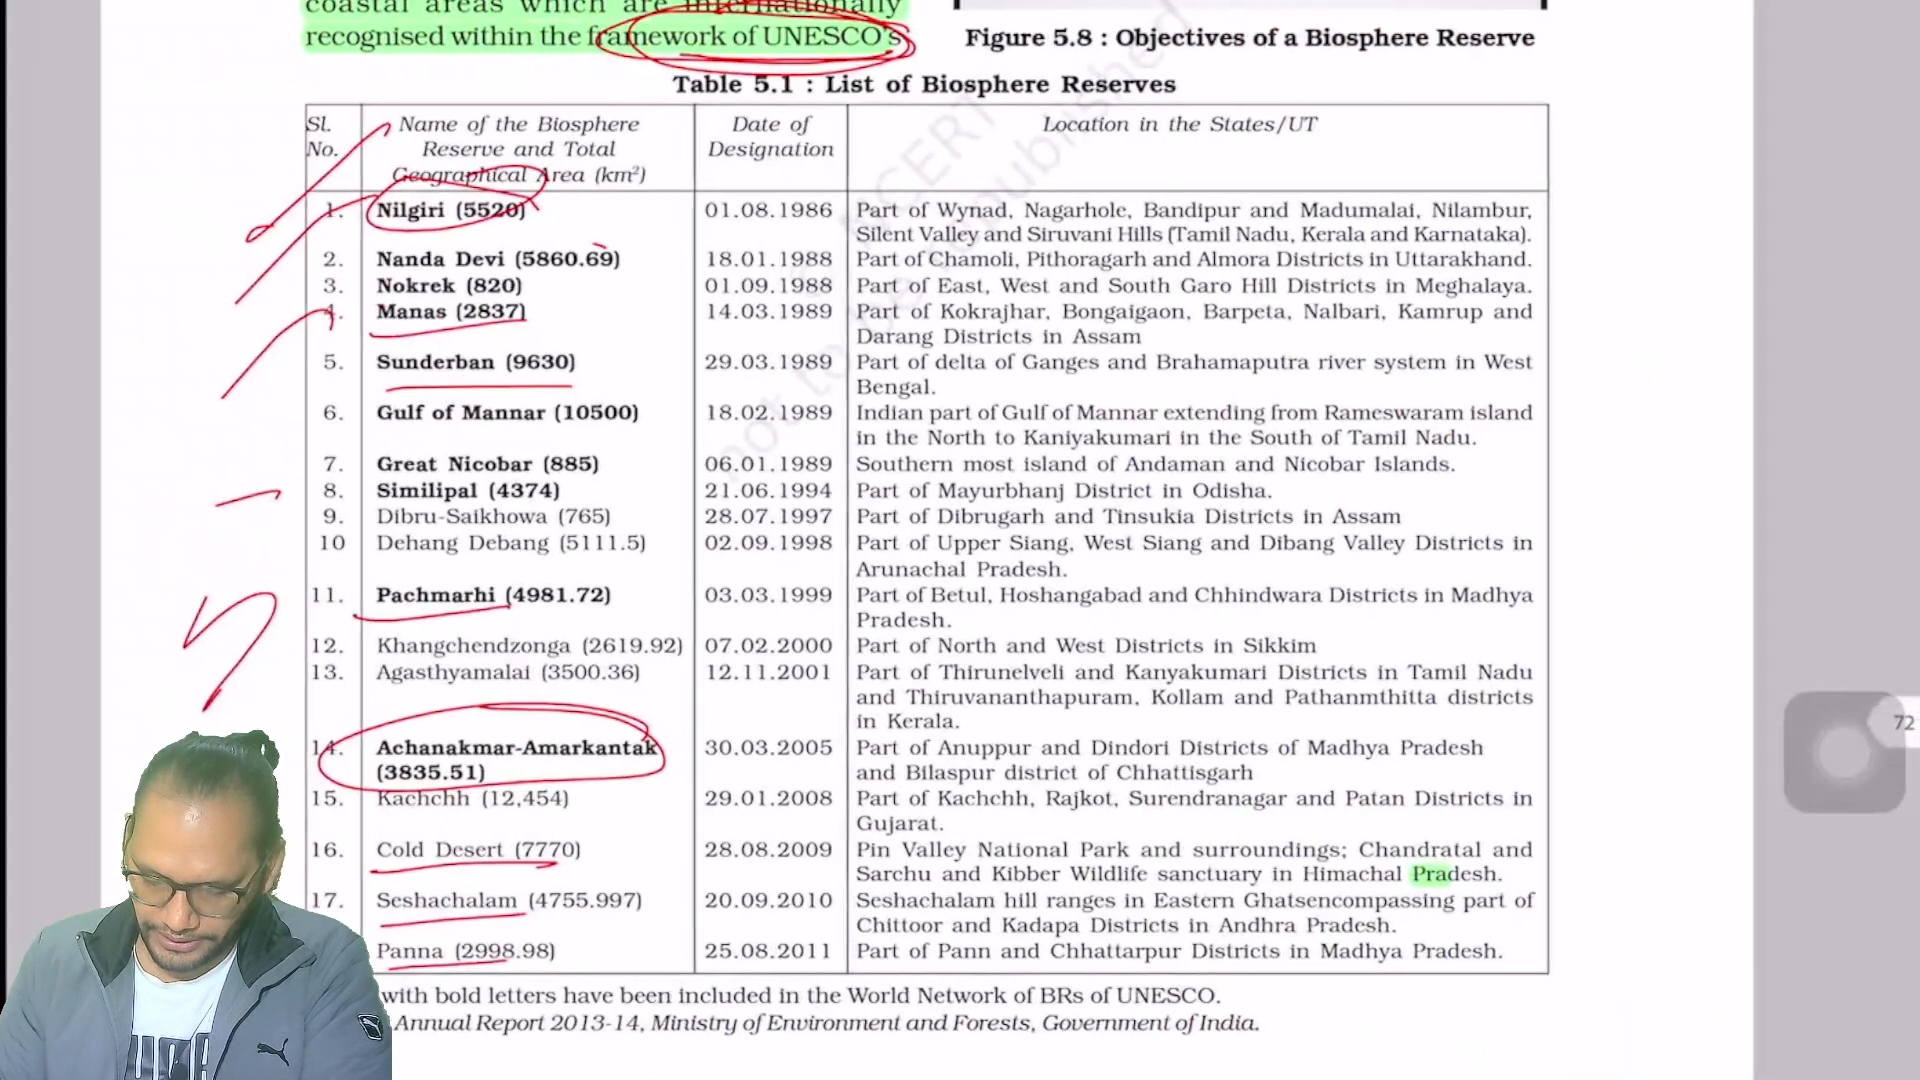 coastal areas which are internationally
recognised within the framework of UNESCO's
Figure 5.8 : Objectives of a Biosphere Reserve
Table 5.1 : List of Biosphere Reserves
Sl. No. Name of the Biosphere Reserve and Total Geographical Area (km²) Date of Designation Location in the States/UT
1. Nilgiri (5520) 01.08.1986 Part of Wynad, Nagarhole, Bandipur and Madumalai, Nilambur,
Silent Valley and Siruvani Hills (Tamil Nadu, Kerala and Karnataka).
2. Nanda Devi (5860.69) 18.01.1988 Part of Chamoli, Pithoragarh and Almora Districts in Uttarakhand.
3. Nokrek (820) 01.09.1988 Part of East, West and South Garo Hill Districts in Meghalaya.
4. Manas (2837) 14.03.1989 Part of Kokrajhar, Bongaigaon, Barpeta, Nalbari, Kamrup and
Darang Districts in Assam
5. Sunderban (9630) 29.03.1989 Part of delta of Ganges and Brahamaputra river system in West
Bengal.
6. Gulf of Mannar (10500) 18.02.1989 Indian part of Gulf of Mannar extending from Rameswaram island
in the North to Kaniyakumari in the South of Tamil Nadu.
7. Great Nicobar (885) 06.01.1989 Southern most island of Andaman and Nicobar Islands.
8. Similipal (4374) 21.06.1994 Part of Mayurbhanj District in Odisha.
9. Dibru-Saikhowa (765) 28.07.1997 Part of Dibrugarh and Tinsukia Districts in Assam
10 Dehang Debang (5111.5) 02.09.1998 Part of Upper Siang, West Siang and Dibang Valley Districts in
Arunachal Pradesh.
11. Pachmarhi (4981.72) 03.03.1999 Part of Betul, Hoshangabad and Chhindwara Districts in Madhya
Pradesh.
12. Khangchendzonga (2619.92) 07.02.2000 Part of North and West Districts in Sikkim
13. Agasthyamalai (3500.36) 12.11.2001 Part of Thirunelveli and Kanyakumari Districts in Tamil Nadu
and Thiruvananthapuram, Kollam and Pathanmthitta districts
in Kerala.
14. Achanakmar-Amarkantak 30.03.2005 Part of Anuppur and Dindori Districts of Madhya Pradesh
(3835.51) and Bilaspur district of Chhattisgarh
15. Kachchh (12,454) 29.01.2008 Part of Kachchh, Rajkot, Surendranagar and Patan Districts in
Gujarat.
16. Cold Desert (7770) 28.08.2009 Pin Valley National Park and surroundings; Chandratal and
Sarchu and Kibber Wildlife sanctuary in Himachal Pradesh.
17. Seshachalam (4755.997) 20.09.2010 Seshachalam hill ranges in Eastern Ghatsencompassing part of
Chittoor and Kadapa Districts in Andhra Pradesh.
Panna (2998.98) 25.08.2011 Part of Pann and Chhattarpur Districts in Madhya Pradesh.
with bold letters have been included in the World Network of BRs of UNESCO.
Annual Report 2013-14, Ministry of Environment and Forests, Government of India.
NCERT
not to be republished
72